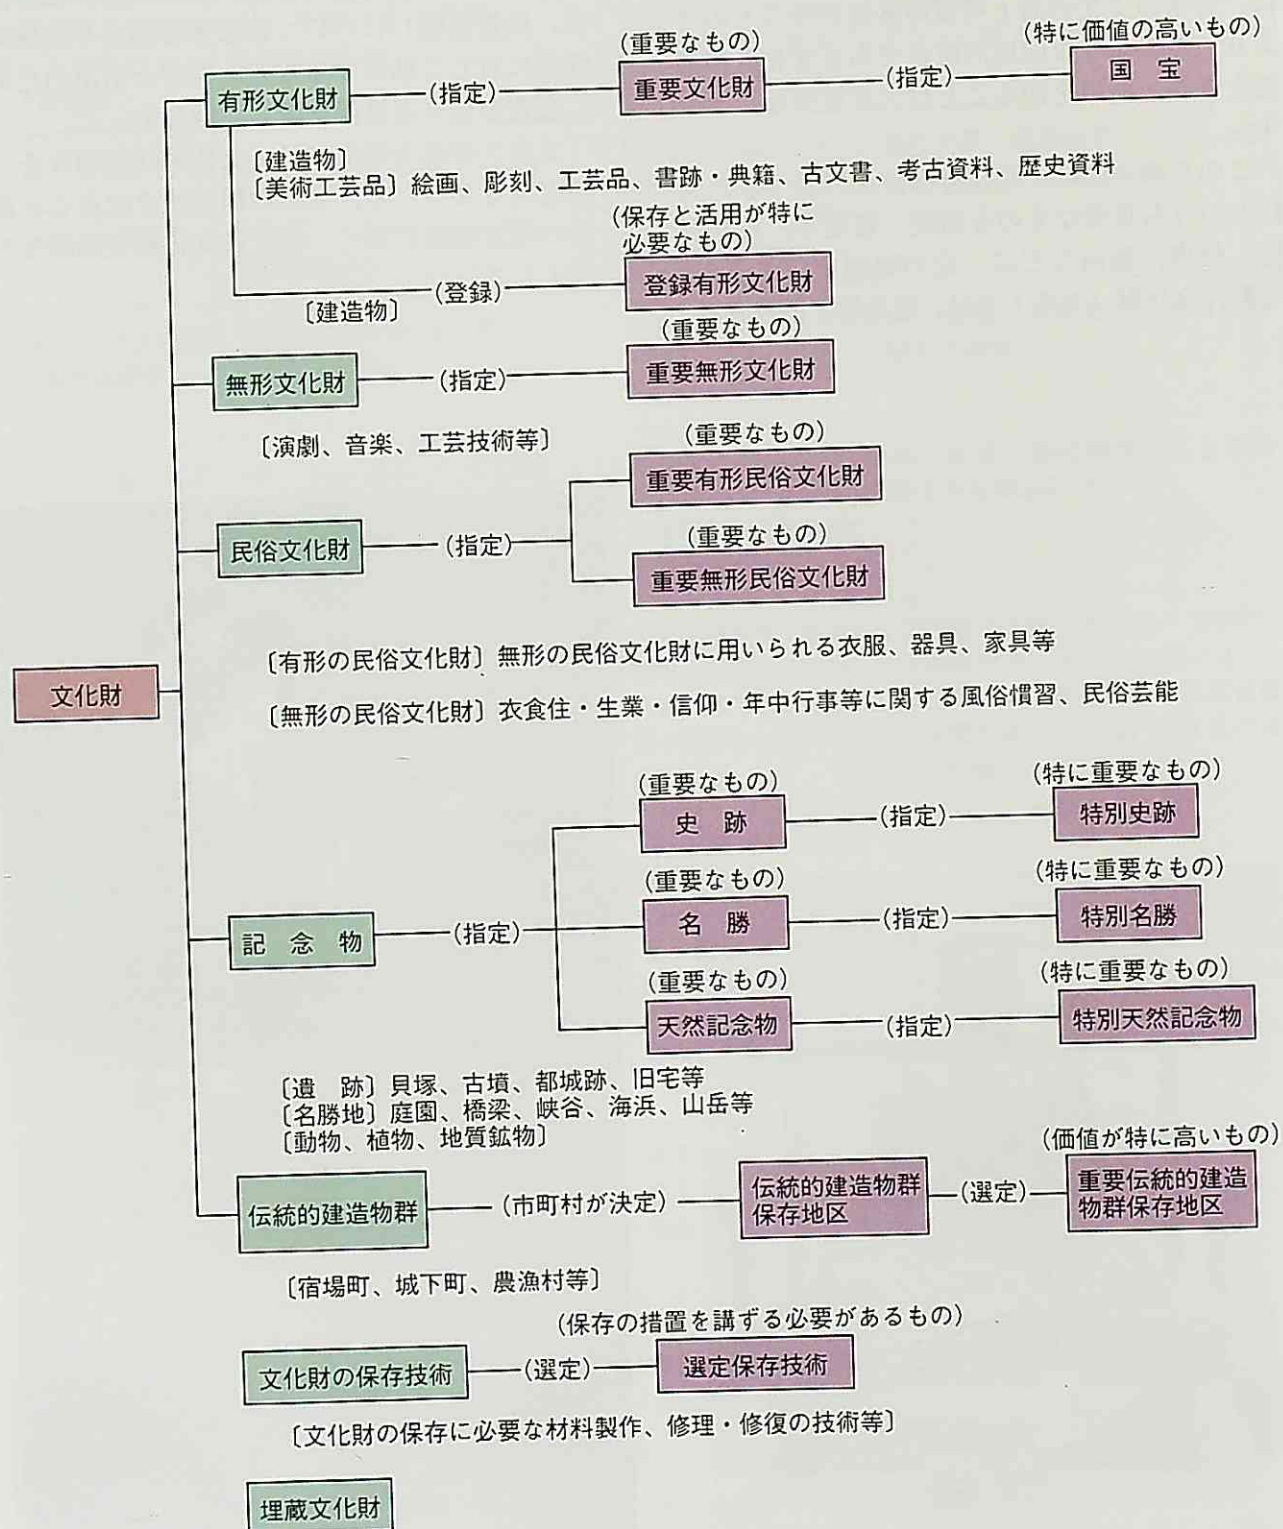 (重要なもの)
(特に価値の高いもの)
有形文化財
(指定)
重要文化財
(指定)
国 宝
〔建造物〕
〔美術工芸品〕絵画、彫刻、工芸品、書跡・典籍、古文書、考古資料、歴史資料
(保存と活用が特に
必要なもの)
(登録)
登録有形文化財
〔建造物〕
(重要なもの)
無形文化財
(指定)
重要無形文化財
〔演劇、音楽、工芸技術等〕
(重要なもの)
重要有形民俗文化財
民俗文化財
(指定)
(重要なもの)
重要無形民俗文化財
〔有形の民俗文化財〕無形の民俗文化財に用いられる衣服、器具、家具等
文化財
〔無形の民俗文化財〕衣食住・生業・信仰・年中行事等に関する風俗慣習、民俗芸能
(重要なもの)
(特に重要なもの)
史 跡
(指定)
特別史跡
(重要なもの)
(特に重要なもの)
記 念 物
(指定)
名 勝
(指定)
特別名勝
(重要なもの)
(特に重要なもの)
天然記念物
(指定)
特別天然記念物
〔遺 跡〕貝塚、古墳、都城跡、旧宅等
〔名勝地〕庭園、橋梁、峡谷、海浜、山岳等
〔動物、植物、地質鉱物〕
(価値が特に高いもの)
伝統的建造物群
(市町村が決定)
伝統的建造物群
保存地区
(選定)
重要伝統的建造
物群保存地区
〔宿場町、城下町、農漁村等〕
(保存の措置を講ずる必要があるもの)
文化財の保存技術
(選定)
選定保存技術
〔文化財の保存に必要な材料製作、修理・修復の技術等〕
埋蔵文化財